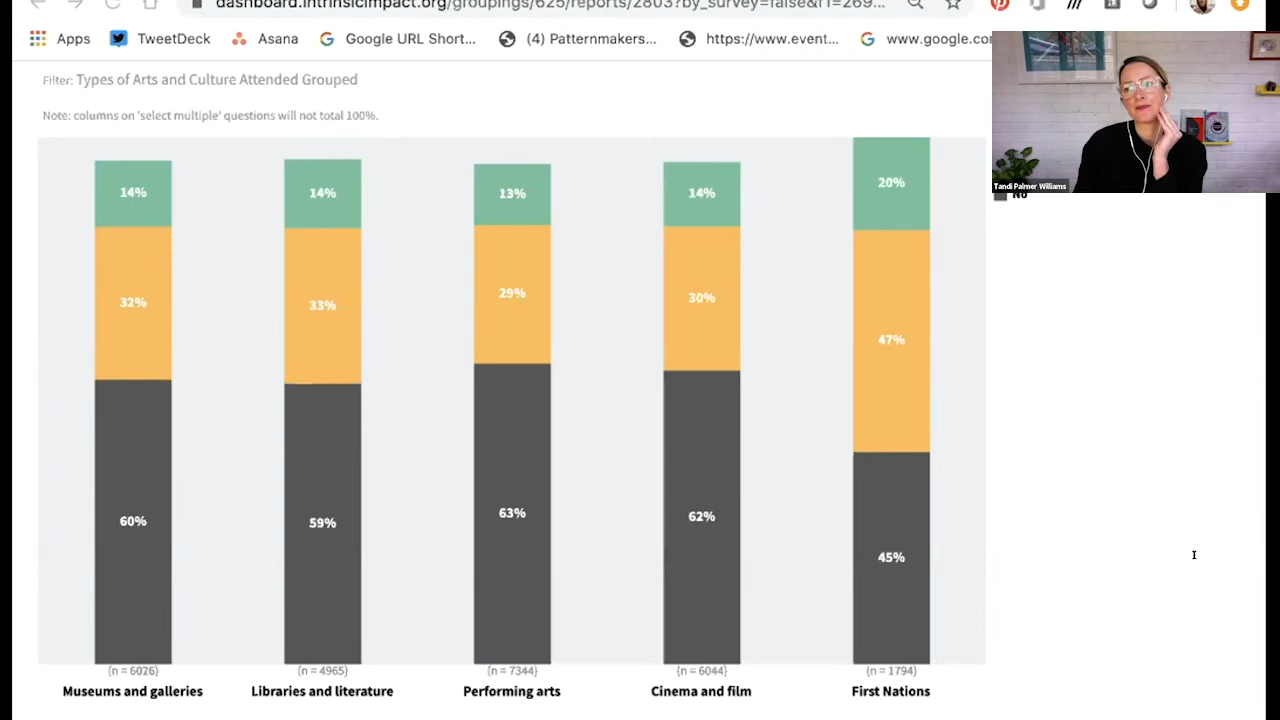 dashboard.intrinsicimpact.org/groupings/625/reports/2803?by_survey=false&f1=269...
Apps TweetDeck Asana Google URL Short... (4) Patternmakers... https://www.event... www.google.com
Filter: Types of Arts and Culture Attended Grouped
Note: columns on 'select multiple' questions will not total 100%.
Tandi Palmer Williams
No
14% 14% 13% 14% 20%
32% 33% 29% 30% 47%
60% 59% 63% 62% 45%
(n = 6026) (n = 4965) (n = 7344) (n = 6044) (n = 1794)
Museums and galleries Libraries and literature Performing arts Cinema and film First Nations